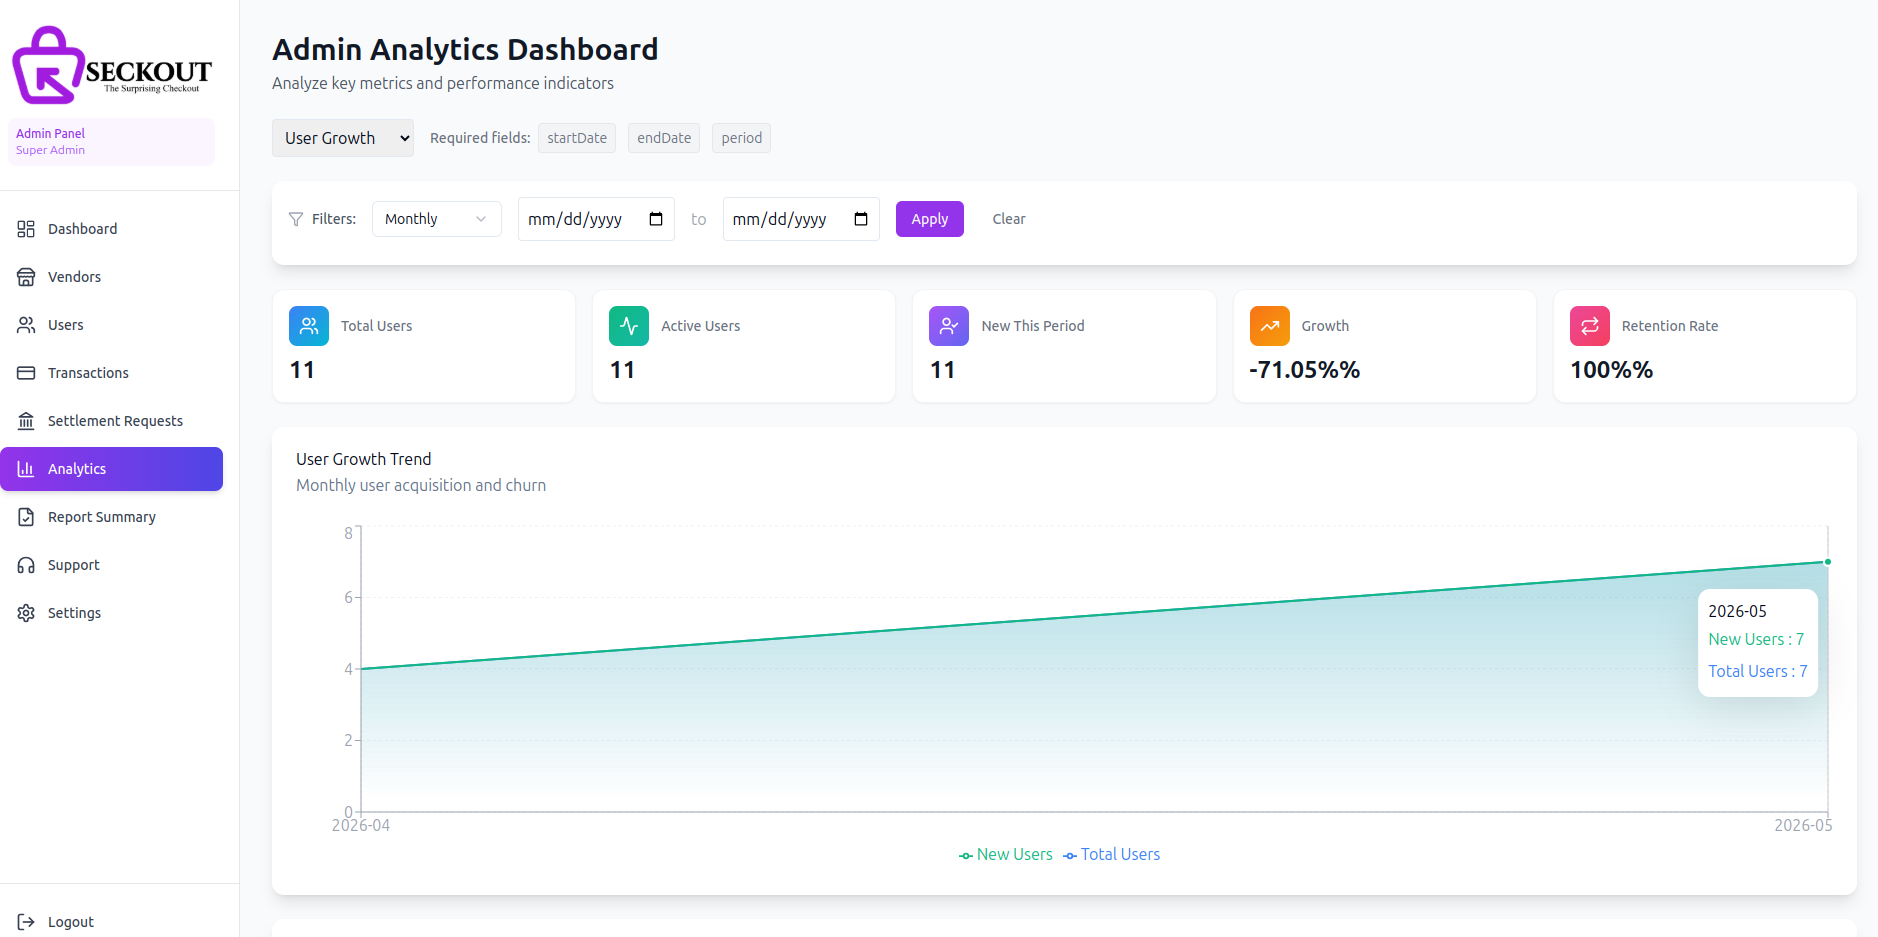 SECKOUT
The Surprising Checkout
Admin Panel
Super Admin
Dashboard
Vendors
Users
Transactions
Settlement Requests
Analytics
Report Summary
Support
Settings
Logout
Admin Analytics Dashboard
Analyze key metrics and performance indicators
User Growth Required fields: startDate endDate period
Filters: Monthly mm/dd/yyyy to mm/dd/yyyy Apply Clear
Total Users
11
Active Users
11
New This Period
11
Growth
-71.05%%
Retention Rate
100%%
User Growth Trend
Monthly user acquisition and churn
8
6
4
2
0
2026-04 2026-05
2026-05
New Users : 7
Total Users : 7
New Users Total Users